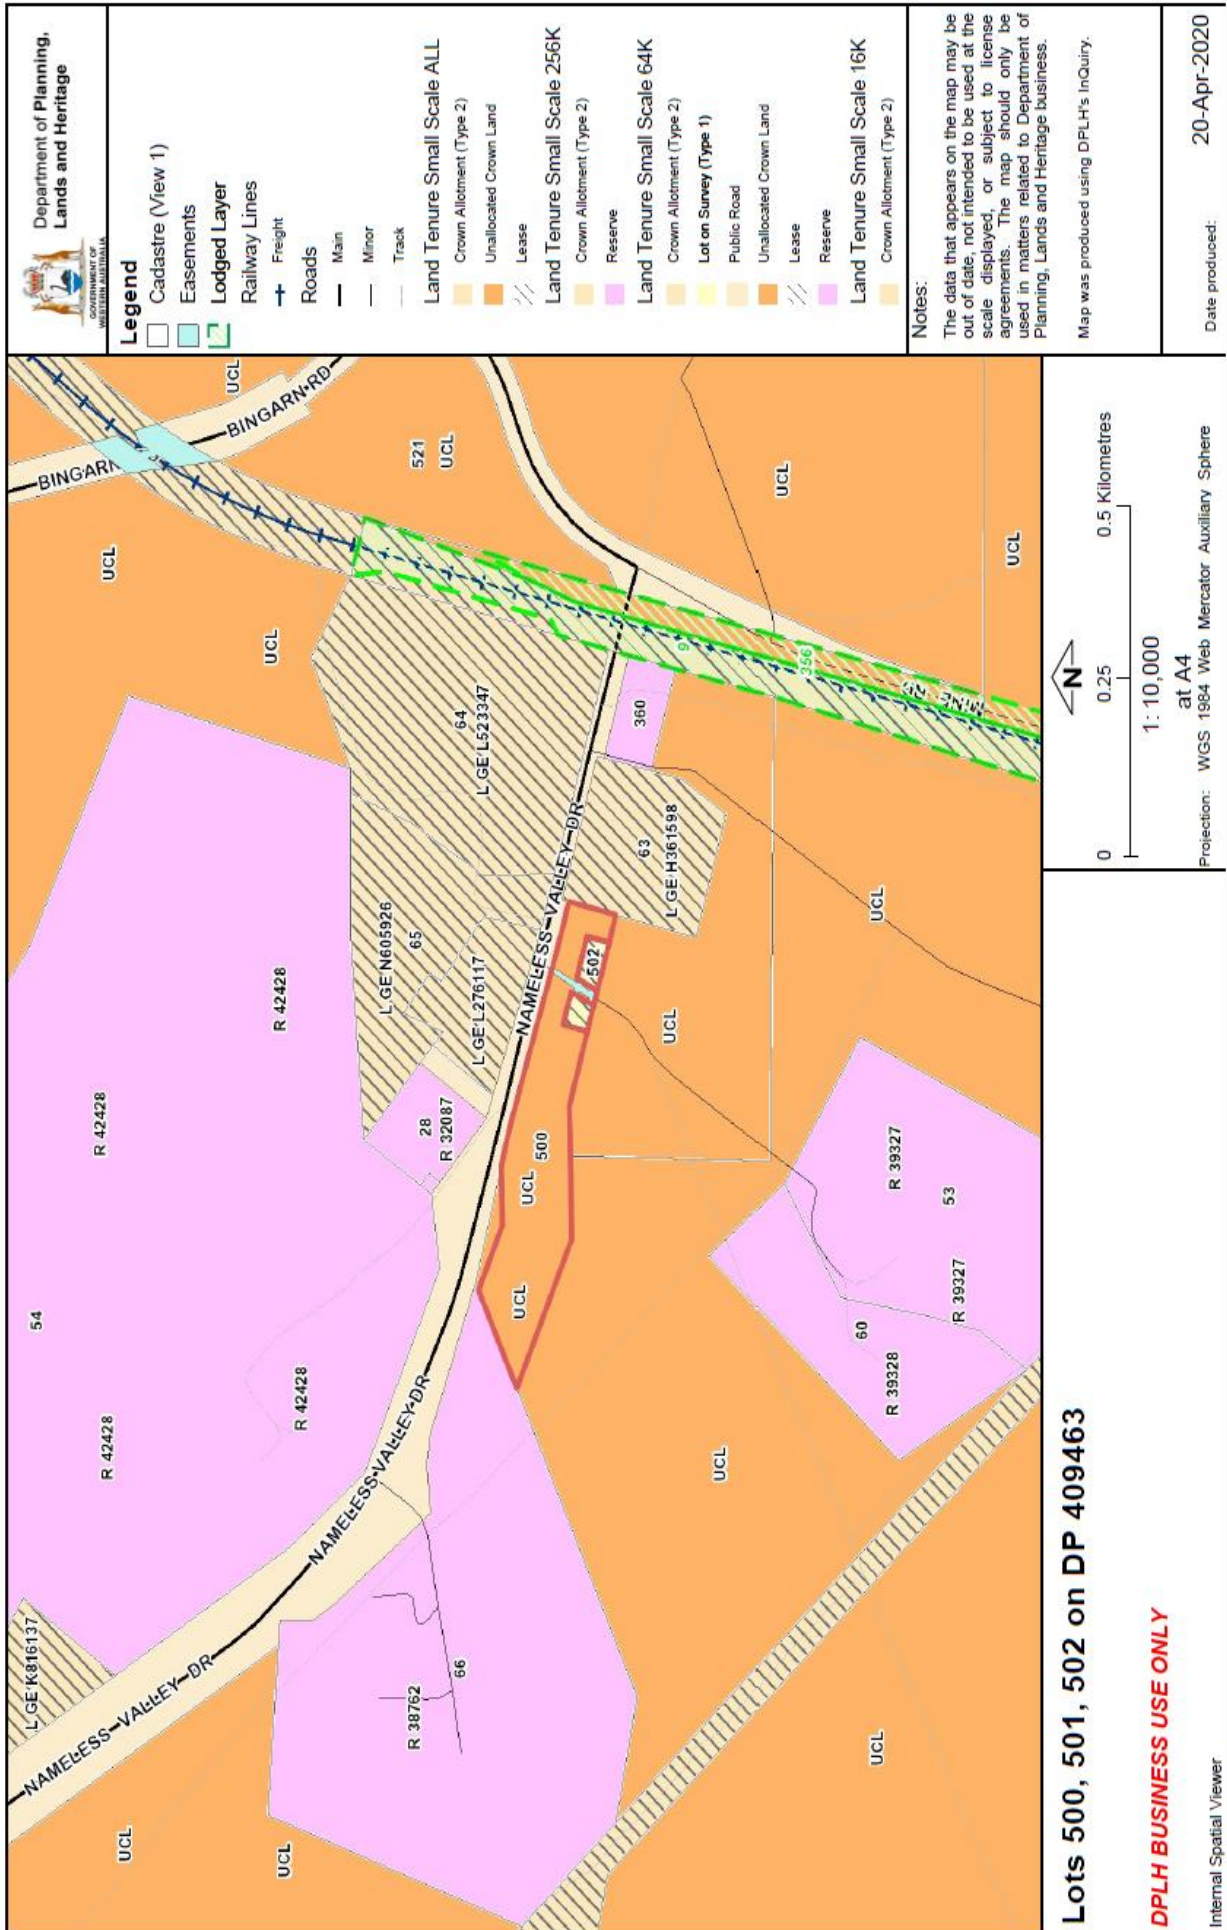 GOVERNMENT OF
WESTERN AUSTRALIA
Department of Planning,
Lands and Heritage
Legend
Cadastre (View 1)
Easements
Lodged Layer
Railway Lines
Freight
Roads
Main
Minor
Track
Land Tenure Small Scale ALL
Crown Allotment (Type 2)
Unallocated Crown Land
Lease
Land Tenure Small Scale 256K
Crown Allotment (Type 2)
Reserve
Land Tenure Small Scale 64K
Crown Allotment (Type 2)
Lot on Survey (Type 1)
Public Road
Unallocated Crown Land
Lease
Reserve
Land Tenure Small Scale 16K
Crown Allotment (Type 2)
Notes:
The data that appears on the map may be
out of date, not intended to be used at the
scale displayed, or subject to license
agreements. The map should only be
used in matters related to Department of
Planning, Lands and Heritage business.
Map was produced using DPLH's InQuiry.
Date produced:
20-Apr-2020
L GE K816137
54
R 42428
R 42428
UCL
BINGARN
UCL
BINGARN RD
NAMELESS VALLEY DR
UCL
R 42428
R 42428
UCL
UCL
NAMELESS VALLEY DR
L GE N605926
65
64
L GE L523347
521
UCL
R 38762
66
28
R 32087
L GE L276117
NAMELESS VALLEY DR
NAMELESS VALLEY DR
UCL
UCL
500
502
63
L GE H361598
360
9
UCL
UCL
UCL
3561
MINE RD
UCL
UCL
R 39328
60
R 39327
R 39327
53
UCL
UCL
Lots 500, 501, 502 on DP 409463
DPLH BUSINESS USE ONLY
Internal Spatial Viewer
N
0
0.25
0.5 Kilometres
1: 10,000
at A4
Projection: WGS 1984 Web Mercator Auxiliary Sphere